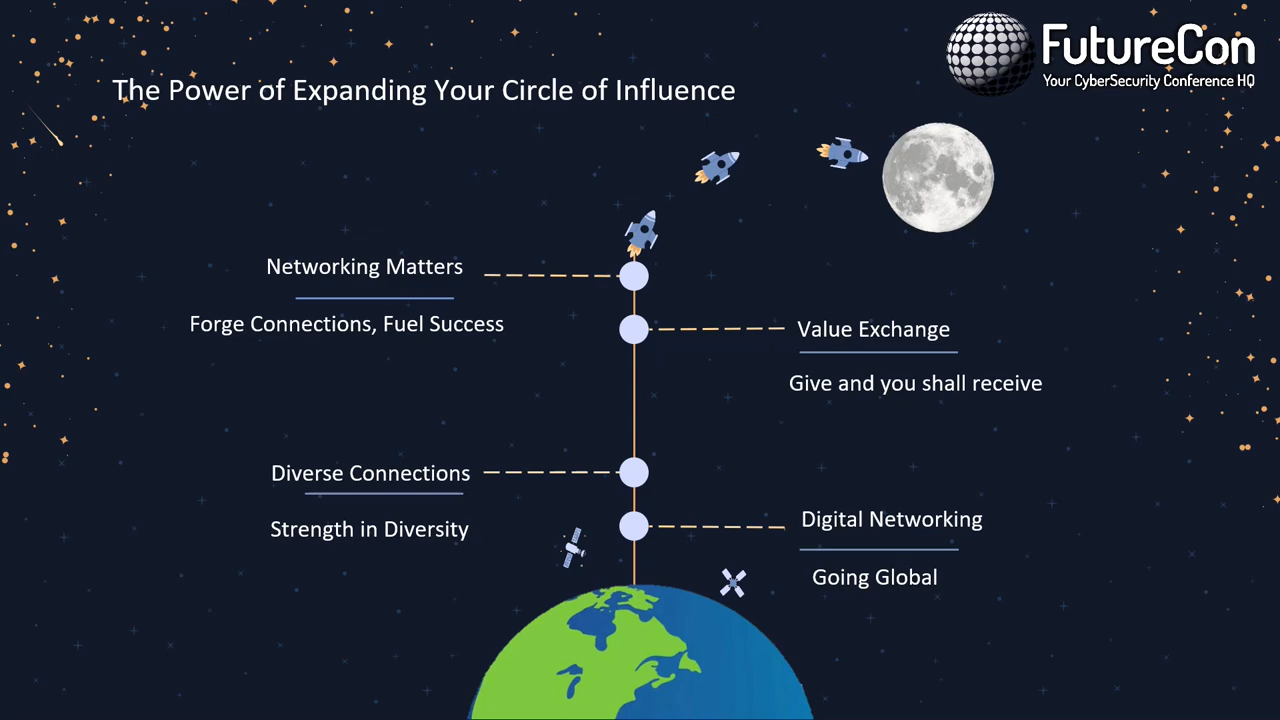 FutureCon
Your CyberSecurity Conference HQ
The Power of Expanding Your Circle of Influence
Networking Matters
Forge Connections, Fuel Success
Value Exchange
Give and you shall receive
Diverse Connections
Strength in Diversity
Digital Networking
Going Global